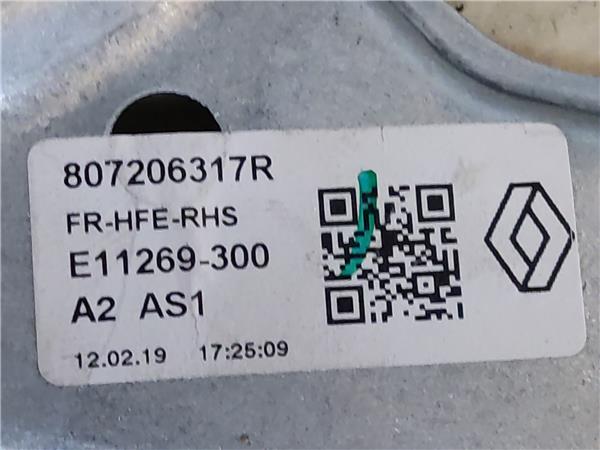 807206317R
FR-HFE-RHS
E11269-300
A2 AS1
12.02.19 17:25:09